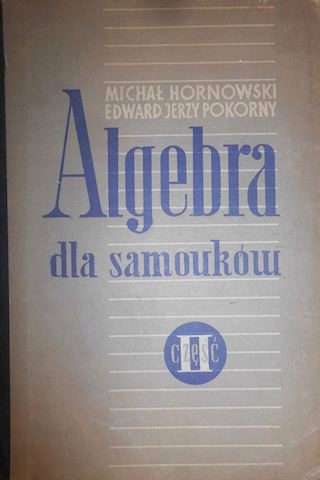 MICHAŁ HORNOWSKI
EDWARD JERZY POKORNY
Algebra
dla samouków
część
II